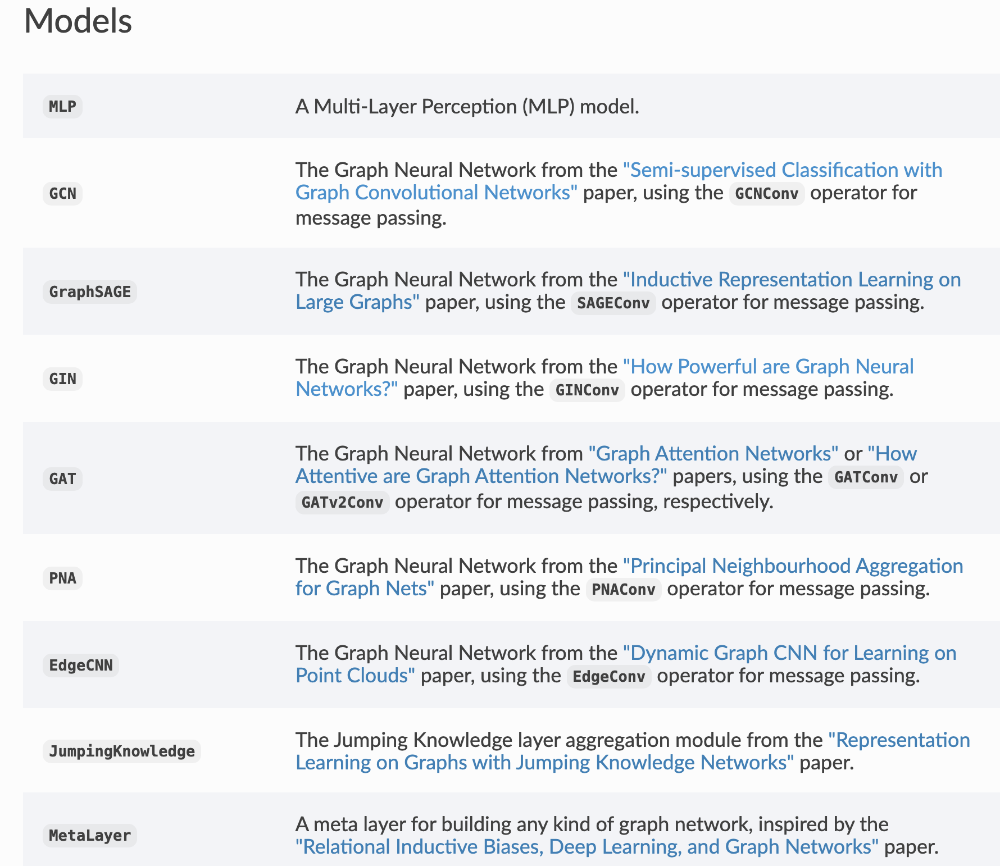 Models
MLP
A Multi-Layer Perception (MLP) model.
GCN
The Graph Neural Network from the "Semi-supervised Classification with
Graph Convolutional Networks" paper, using the GCNConv operator for
message passing.
GraphSAGE
The Graph Neural Network from the "Inductive Representation Learning on
Large Graphs" paper, using the SAGEConv operator for message passing.
GIN
The Graph Neural Network from the "How Powerful are Graph Neural
Networks?" paper, using the GINConv operator for message passing.
GAT
The Graph Neural Network from "Graph Attention Networks" or "How
Attentive are Graph Attention Networks?" papers, using the GATConv or
GATv2Conv operator for message passing, respectively.
PNA
The Graph Neural Network from the "Principal Neighbourhood Aggregation
for Graph Nets" paper, using the PNAConv operator for message passing.
EdgeCNN
The Graph Neural Network from the "Dynamic Graph CNN for Learning on
Point Clouds" paper, using the EdgeConv operator for message passing.
JumpingKnowledge
The Jumping Knowledge layer aggregation module from the "Representation
Learning on Graphs with Jumping Knowledge Networks" paper.
MetaLayer
A meta layer for building any kind of graph network, inspired by the
"Relational Inductive Biases, Deep Learning, and Graph Networks" paper.